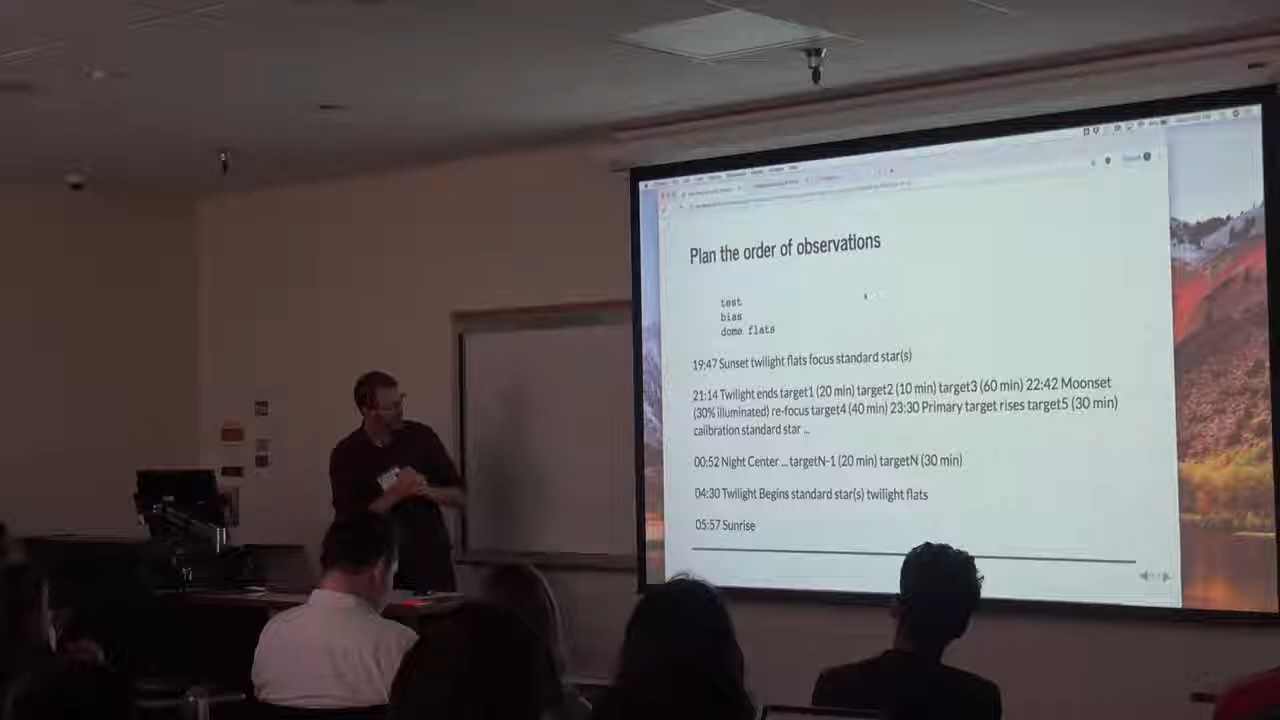 Plan the order of observations
test
bias
dome flats
19:47 Sunset twilight flats focus standard star(s)
21:14 Twilight ends target1 (20 min) target2 (10 min) target3 (60 min) 22:42 Moonset
(30% illuminated) re-focus target4 (40 min) 23:30 Primary target rises target5 (30 min)
calibration standard star ...
00:52 Night Center ... targetN-1 (20 min) targetN (30 min)
04:30 Twilight Begins standard star(s) twilight flats
05:57 Sunrise